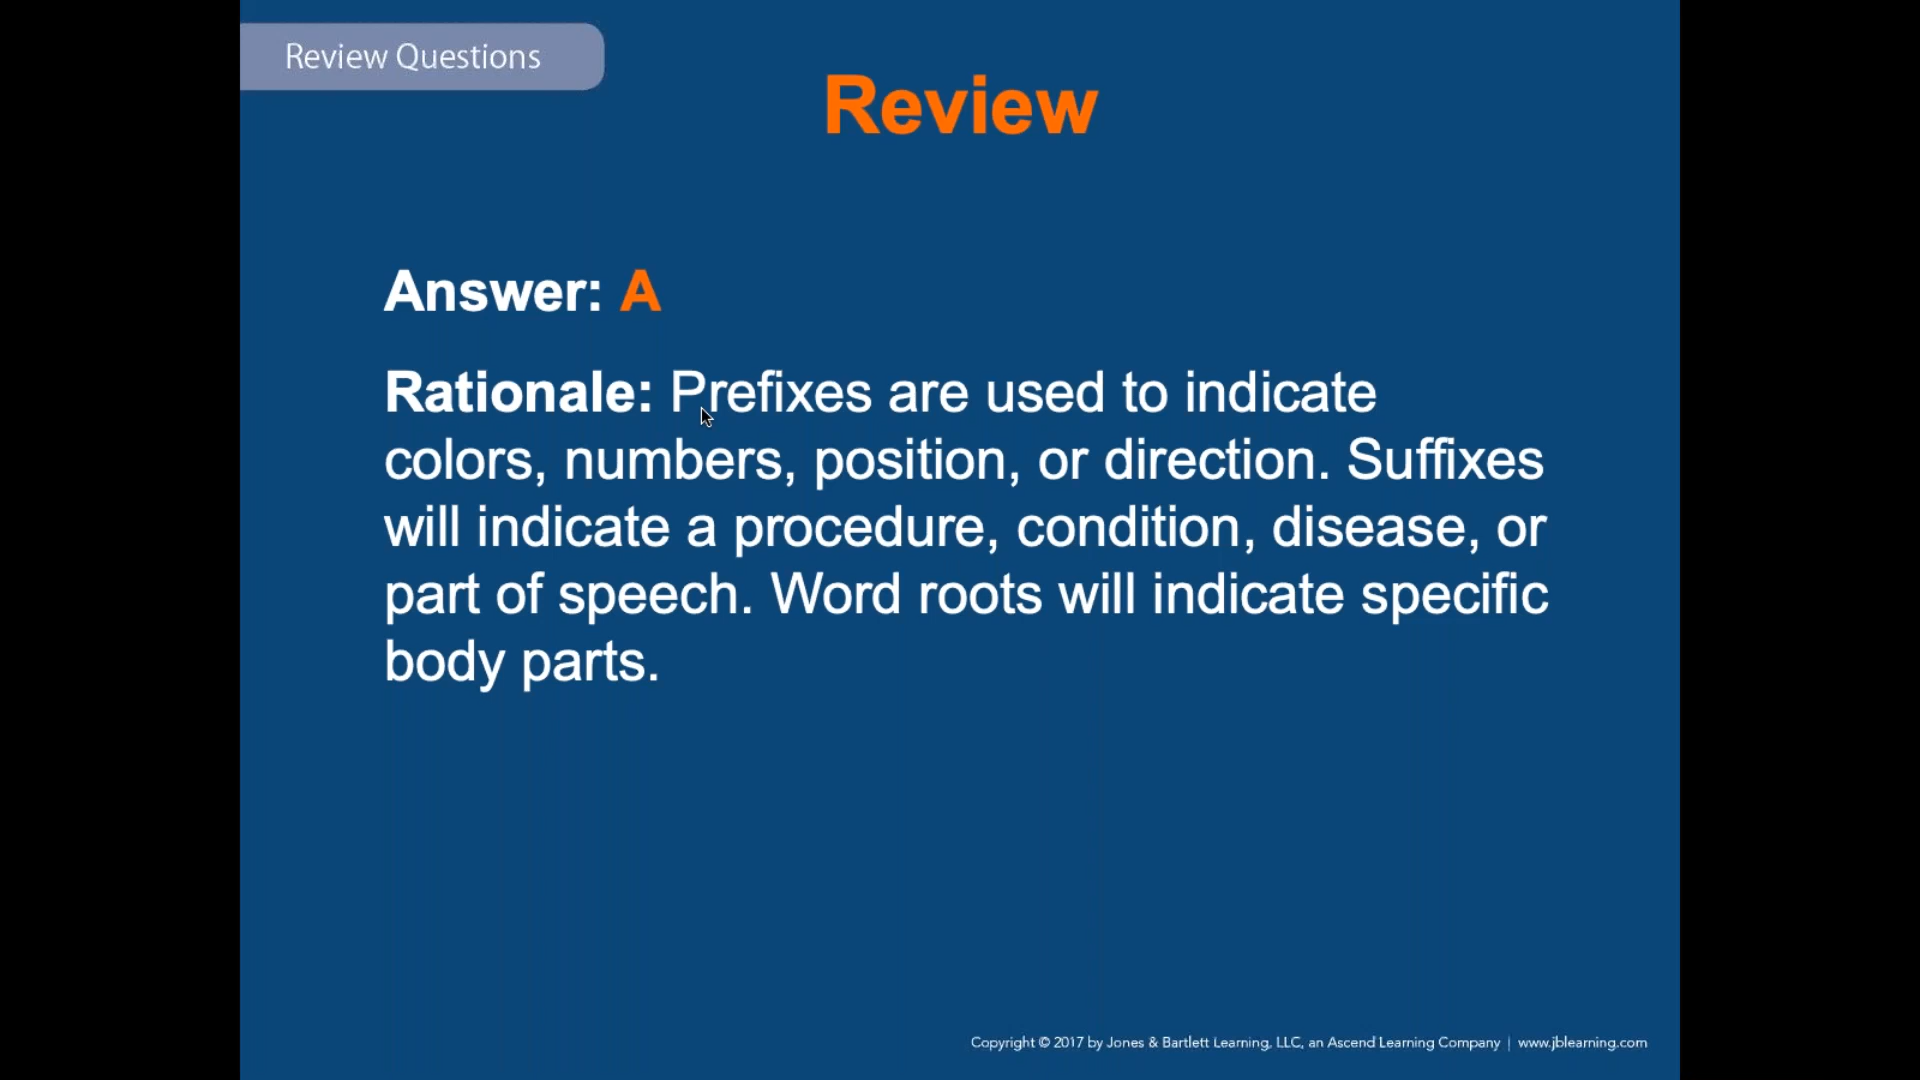 Review Questions
Review
Answer: A
Rationale: Prefixes are used to indicate
colors, numbers, position, or direction. Suffixes
will indicate a procedure, condition, disease, or
part of speech. Word roots will indicate specific
body parts.
Copyright © 2017 by Jones & Bartlett Learning, LLC, an Ascend Learning Company | www.jblearning.com